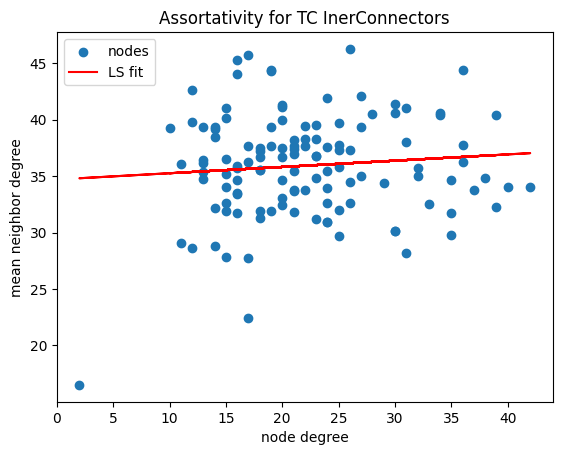 Assortativity for TC InerConnectors
nodes
LS fit
mean neighbor degree
45
40
35
30
25
20
0 5 10 15 20 25 30 35 40
node degree